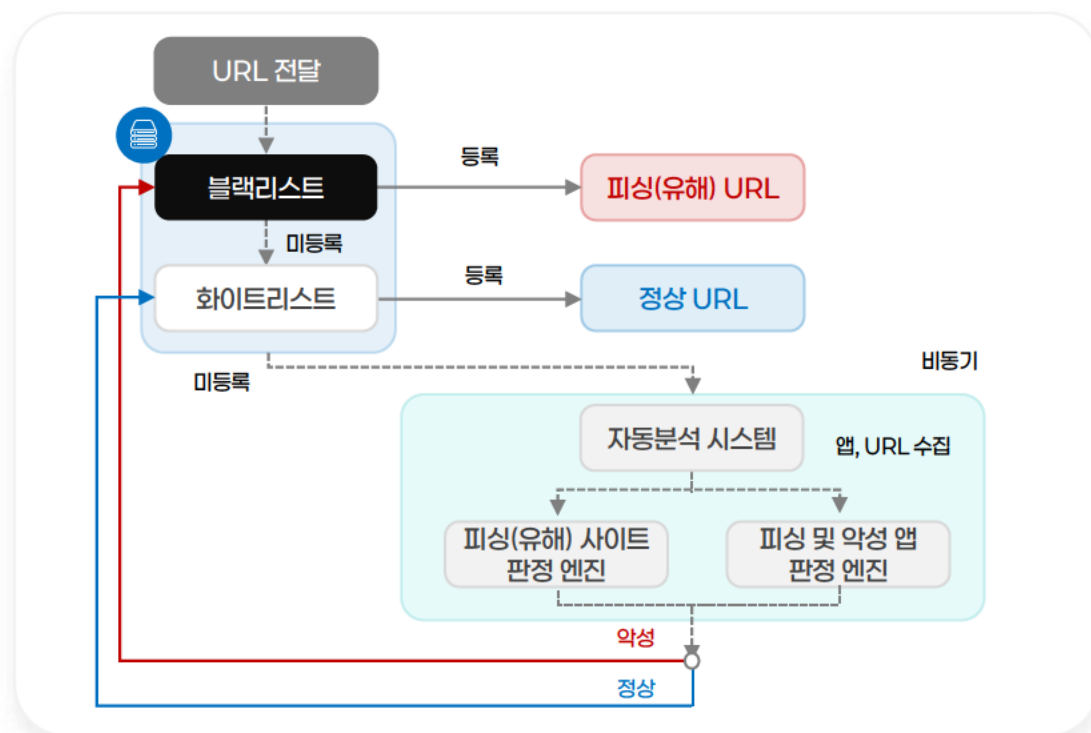 URL 전달
블랙리스트
등록
피싱(유해) URL
미등록
화이트리스트
등록
정상 URL
미등록
비동기
자동분석 시스템
앱, URL 수집
피싱(유해) 사이트
판정 엔진
피싱 및 악성 앱
판정 엔진
악성
정상